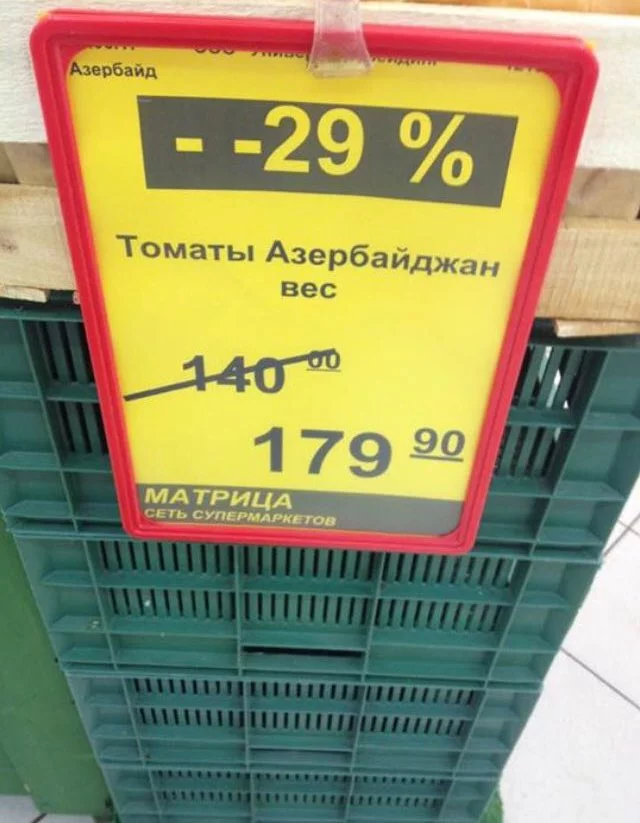 Азербайд
- -29 %
Томаты Азербайджан
вес
140 00
179 90
МАТРИЦА
СЕТЬ СУПЕРМАРКЕТОВ